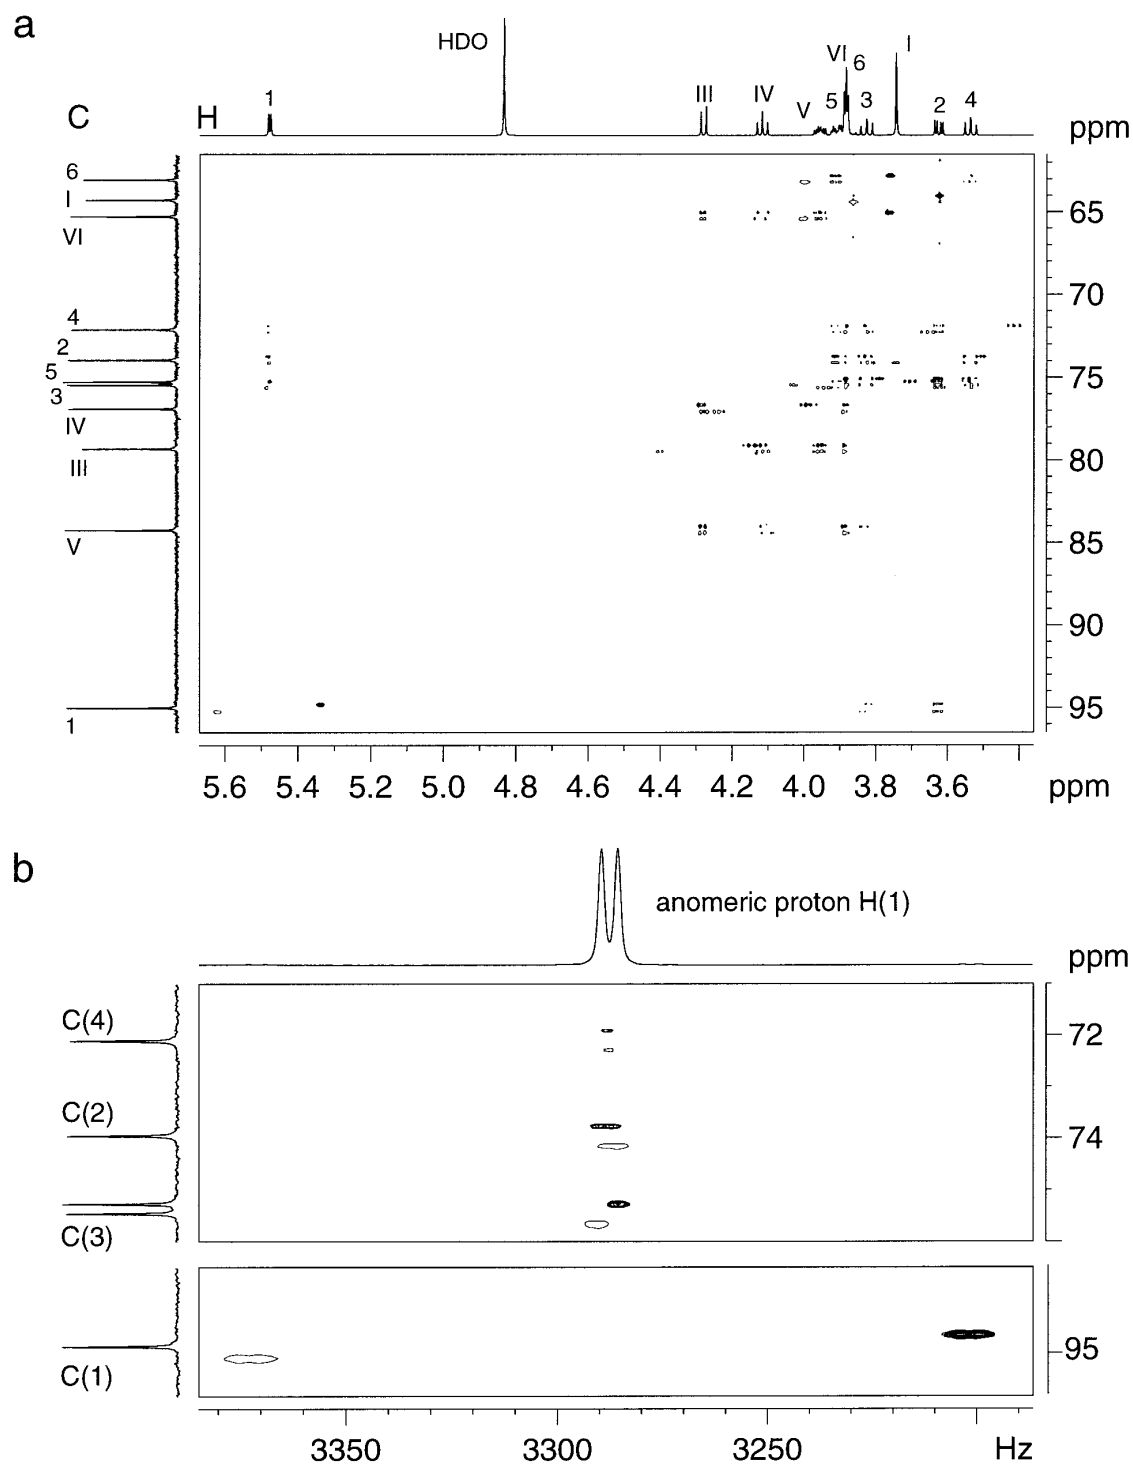 a
HDO
I
VI
6
1
III
IV
V
5
3
2
4
C
H
ppm
6
I
VI
4
2
5
3
IV
III
V
1
65
70
75
80
85
90
95
5.6 5.4 5.2 5.0 4.8 4.6 4.4 4.2 4.0 3.8 3.6 ppm
b
anomeric proton H(1)
ppm
C(4)
72
C(2)
74
C(3)
95
C(1)
3350 3300 3250 Hz